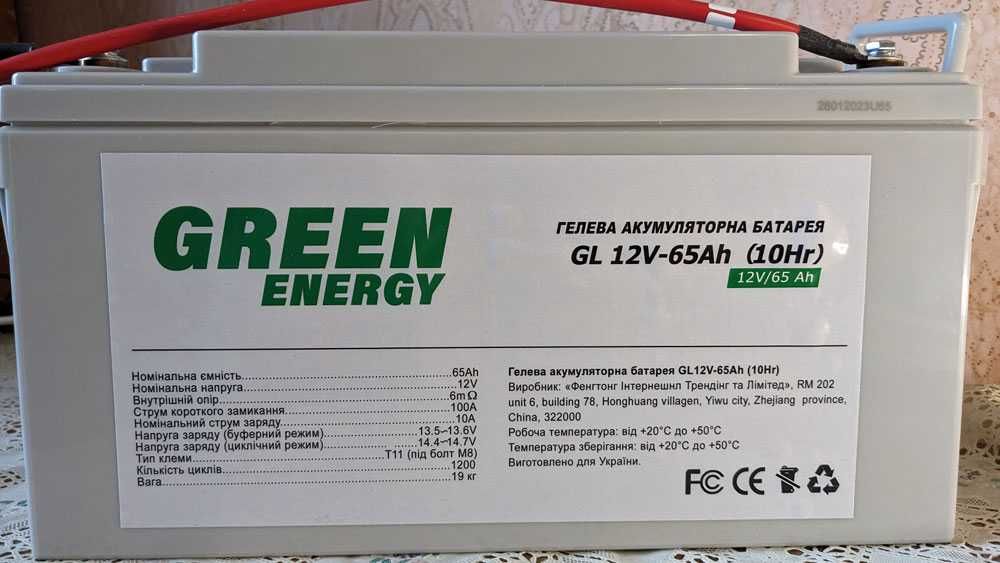 28012023U65
GREEN
ENERGY
ГЕЛЕВА АКУМУЛЯТОРНА БАТАРЕЯ
GL 12V-65Ah (10Hr)
12V/65 Ah
Номінальна ємність....65Ah
Номінальна напруга....12V
Внутрішній опір....6mΩ
Струм короткого замикання....100A
Номінальний струм заряду....10A
Напруга заряду (буферний режим)....13.5~13.6V
Напруга заряду (циклічний режим)....14.4~14.7V
Тип клеми....T11 (під болт M8)
Кількість циклів....1200
Вага....19 кг
Гелева акумуляторна батарея GL12V-65Ah (10Hr)
Виробник: «Фенгтонг Інтернешнл Трендінг та Лімітед», RM 202
unit 6, building 78, Honghuang villagen, Yiwu city, Zhejiang province,
China, 322000
Робоча температура: від +20°C до +50°C
Температура зберігання: від +20°C до +50°C
Виготовлено для України.
FC CE